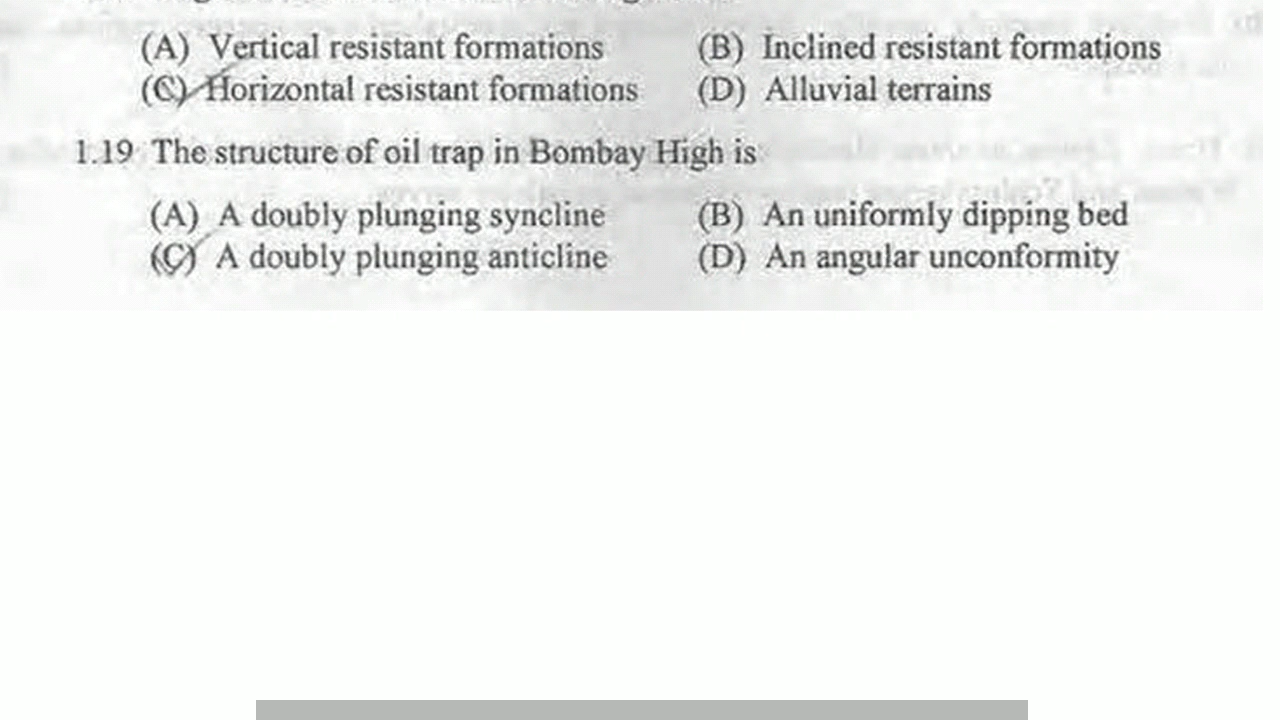 (A) Vertical resistant formations (B) Inclined resistant formations
(C) Horizontal resistant formations (D) Alluvial terrains
1.19 The structure of oil trap in Bombay High is
(A) A doubly plunging syncline (B) An uniformly dipping bed
(C) A doubly plunging anticline (D) An angular unconformity